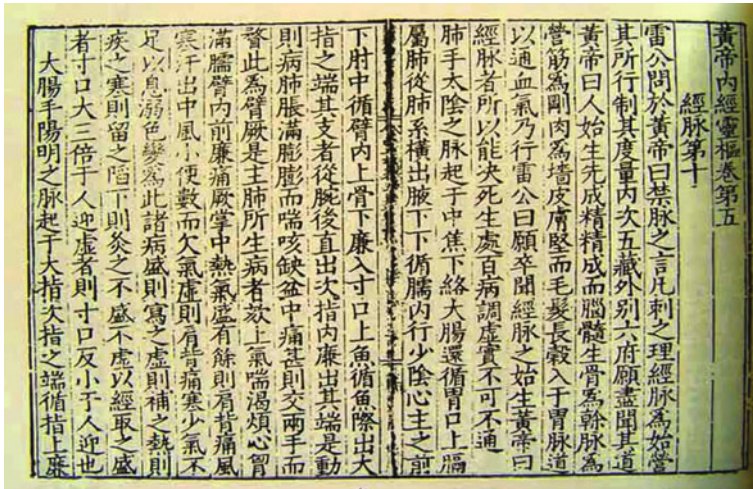 黃帝內經靈樞卷第五
經脉第十
雷公問於黃帝曰禁脉之言凡刺之理經脉爲始營
其所行制其度量內次五藏外别六府願盡聞其道
黃帝曰人始生先成精精成而腦髓生骨爲幹脉爲
營筋爲剛肉爲墻皮膚堅而毛髮長榖入于胃脉道
以通血氣乃行雷公曰願卒聞經脉之始生黃帝曰
經脉者所以能决死生處百病調虛實不可不通
肺手太陰之脉起于中焦下絡大腸還循胃口上膈
屬肺從肺系橫出腋下下循臑內行少陰心主之前
下肘中循臂內上骨下廉入寸口上魚循魚際出大
指之端其支者從腕後直出次指內廉出其端是動
則病肺脹滿膨膨而喘咳缺盆中痛甚則交兩手而
瞀此爲臂厥是主肺所生病者欬上氣喘渴煩心胷
滿臑臂內前廉痛厥掌中熱氣盛有餘則肩背痛風
寒汗出中風小便數而欠氣虛則肩背痛寒少氣不
足以息溺色變爲此諸病盛則寫之虛則補之熱則
疾之寒則留之陷下則灸之不盛不虛以經取之盛
者寸口大三倍于人迎虛者則寸口反小于人迎也
大腸手陽明之脉起于大指次指之端循指上廉